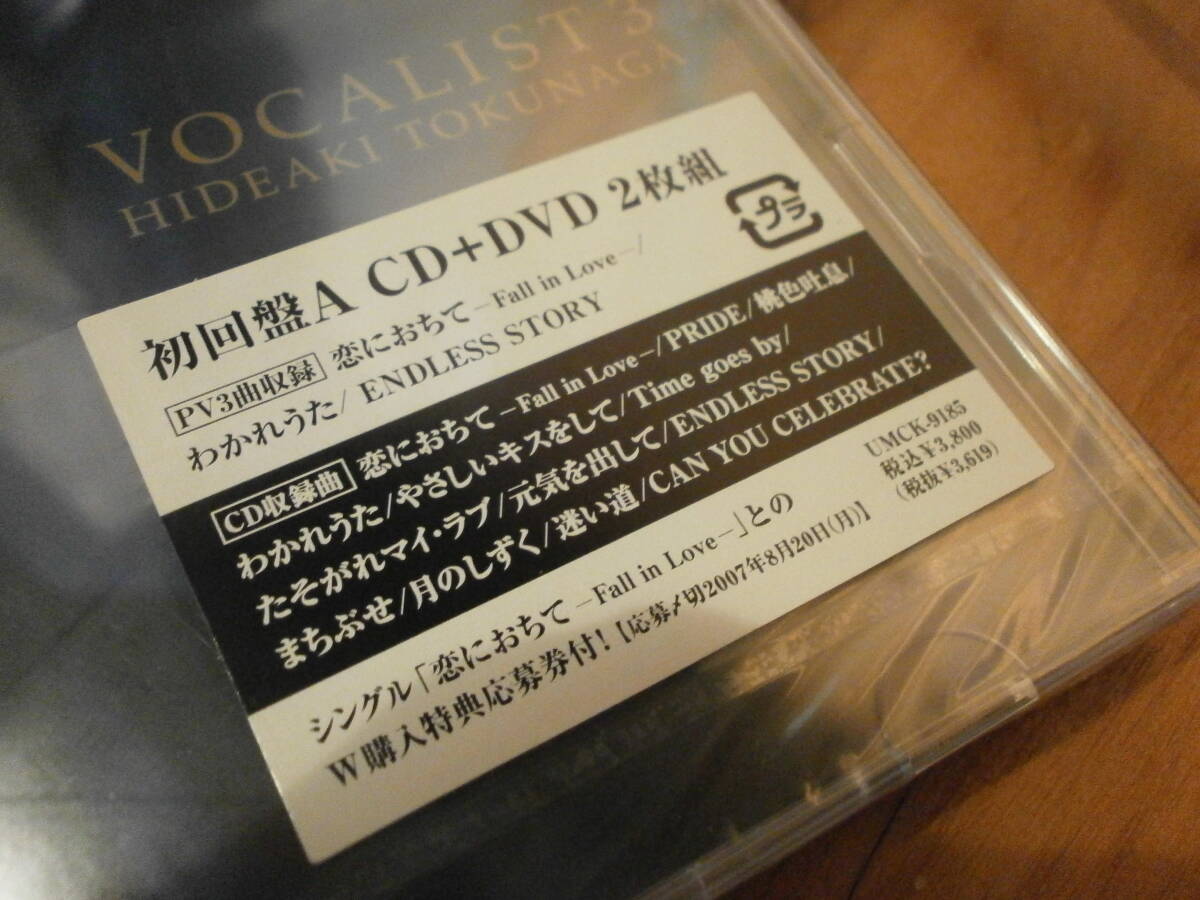 VOCALIST 3
HIDEAKI TOKUNAGA
初回盤A CD+DVD 2枚組
プラ
PV3曲収録 恋におちて –Fall in Love–/
わかれうた/ ENDLESS STORY
CD収録曲 恋におちて –Fall in Love–/PRIDE/桃色吐息/
わかれうた/やさしいキスをして/Time goes by/
たそがれマイ・ラブ/元気を出して/ENDLESS STORY/
まちぶせ/月のしずく/迷い道/CAN YOU CELEBRATE?
シングル「恋におちて –Fall in Love–」との
W購入特典応募券付!【応募〆切2007年8月20日(月)】
UMCK-9185
税込¥3,800
(税抜¥3,619)